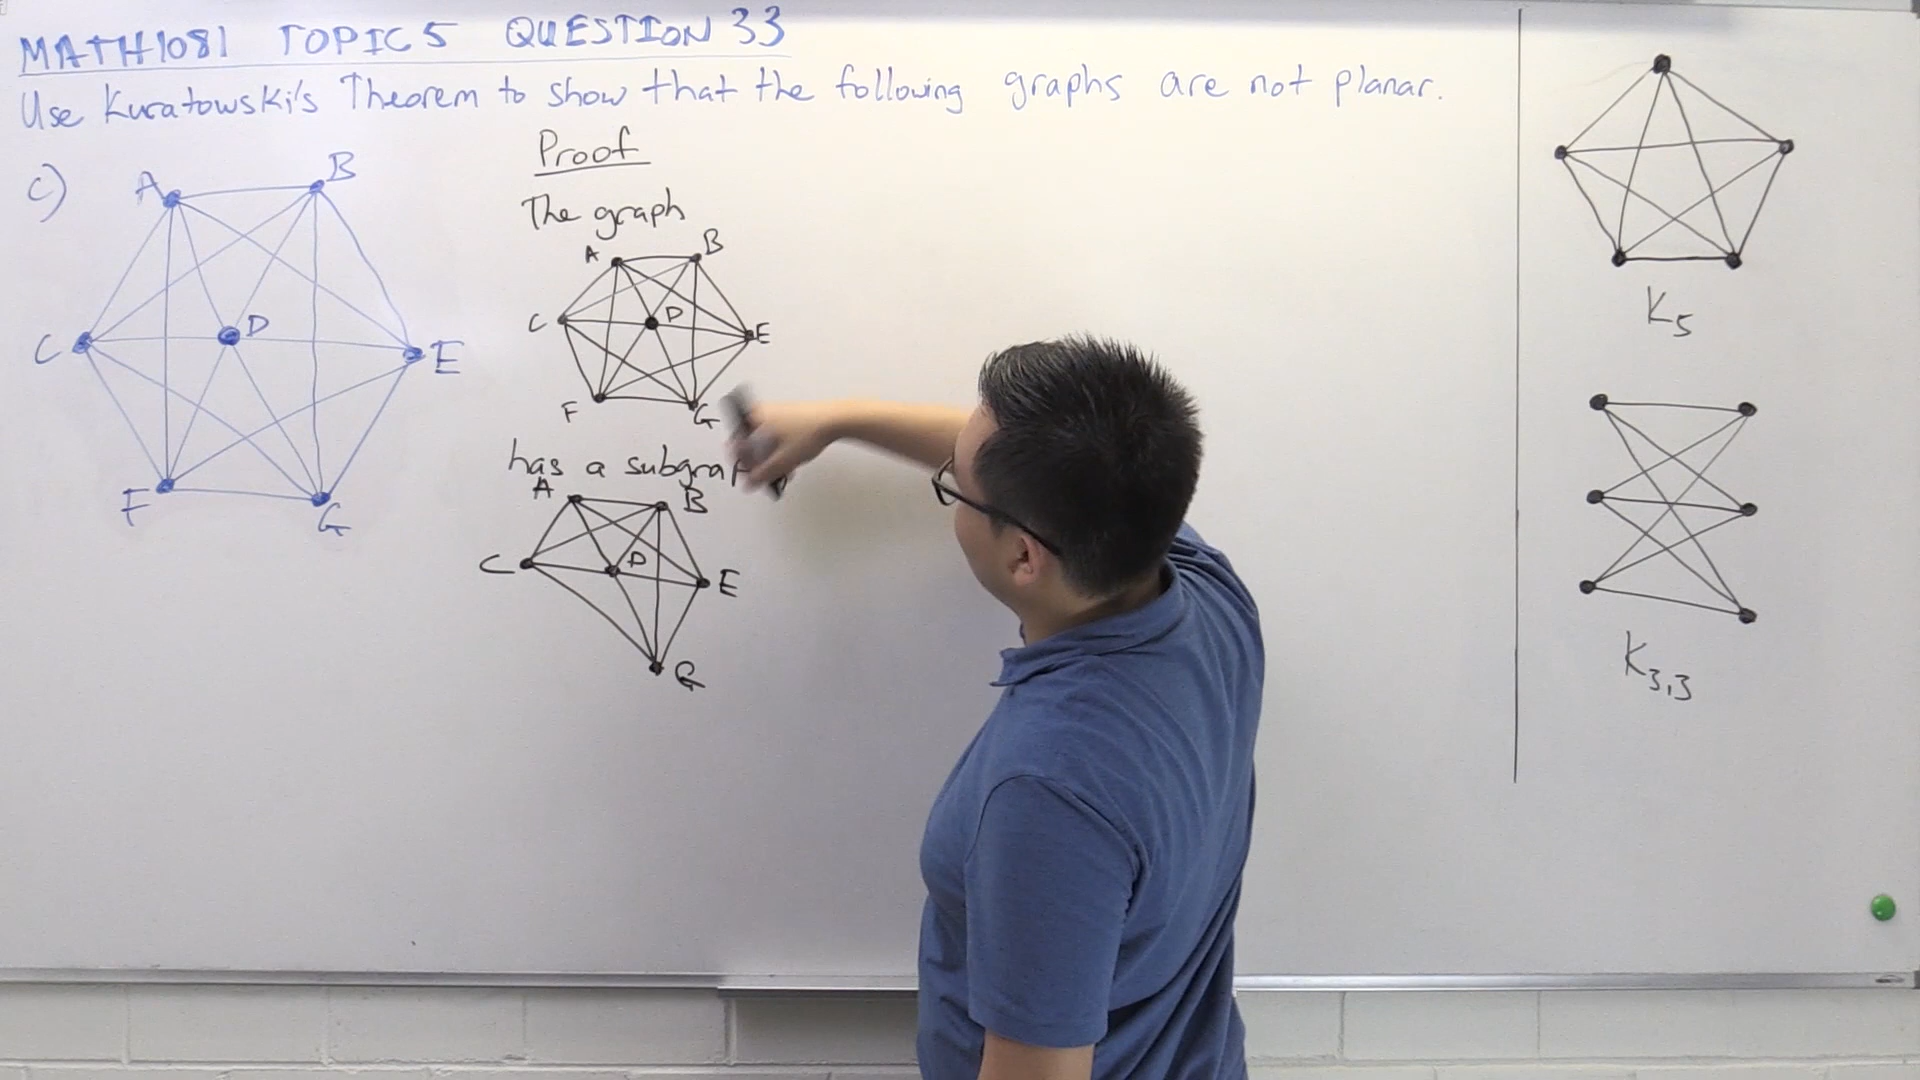 MATH1081 TOPIC 5 QUESTION 33
Use Kuratowski's Theorem to show that the following graphs are not planar.
c)
A B
C D E
F G
Proof
The graph
A B
C D E
F G
has a subgraph
A B
C D E
G
K5
K3,3